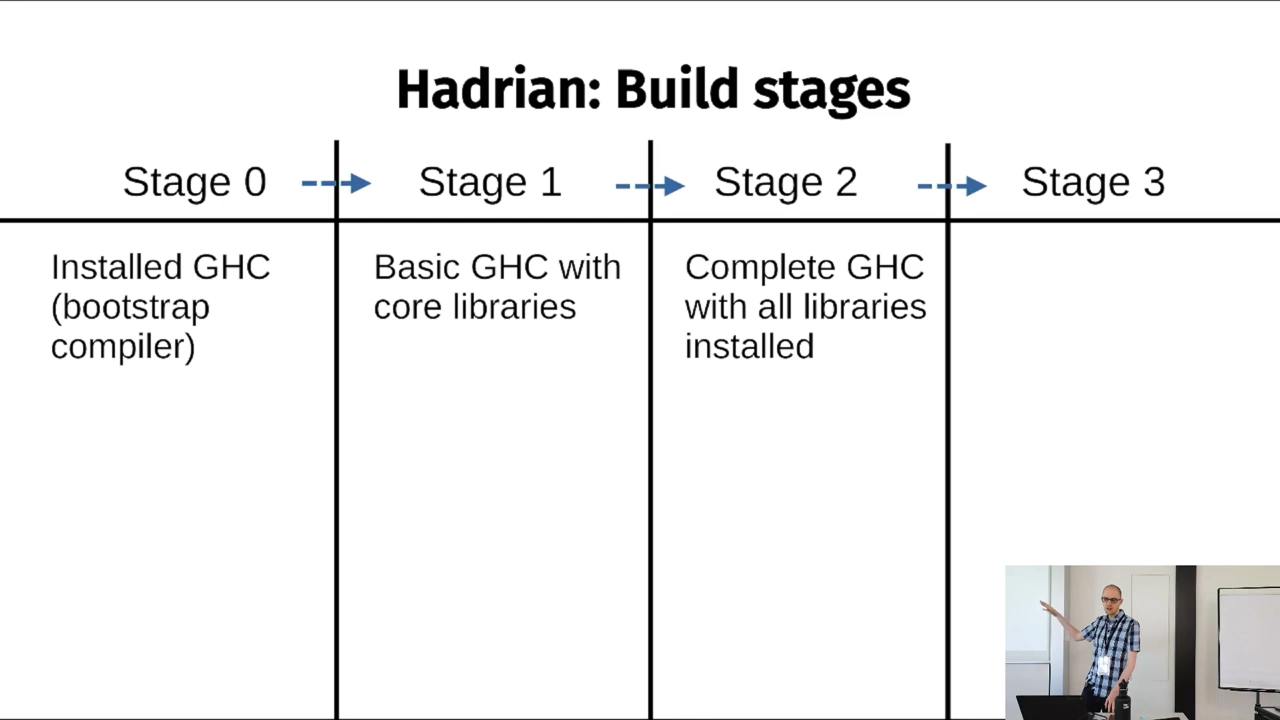 Hadrian: Build stages
Stage 0
Stage 1
Stage 2
Stage 3
Installed GHC
(bootstrap
compiler)
Basic GHC with
core libraries
Complete GHC
with all libraries
installed